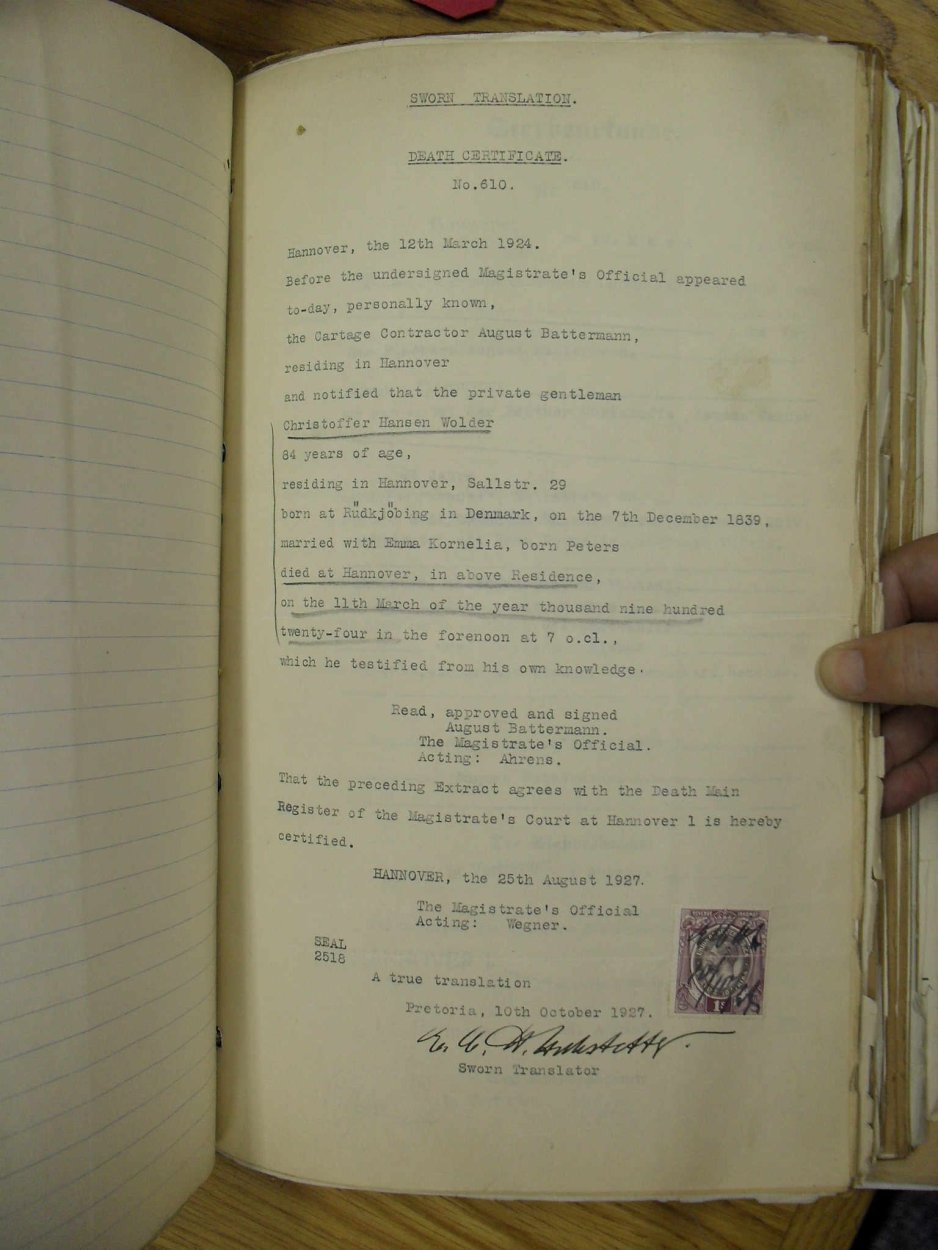 SWORN TRANSLATION.
DEATH CERTIFICATE.
No.610.
Hannover, the 12th March 1924.
Before the undersigned Magistrate's Official appeared
to-day, personally known,
the Cartage Contractor August Battermann,
residing in Hannover
and notified that the private gentleman
Christoffer Hansen Wolder
84 years of age,
residing in Hannover, Sallstr. 29
born at Rüdkjöbing in Denmark, on the 7th December 1839,
married with Emma Kornelia, born Peters
died at Hannover, in above Residence,
on the 11th March of the year thousand nine hundred
twenty-four in the forenoon at 7 o.cl.,
which he testified from his own knowledge.
Read, approved and signed
August Battermann.
The Magistrate's Official.
Acting: Ahrens.
That the preceding Extract agrees with the Death Main
Register of the Magistrate's Court at Hannover 1 is hereby
certified.
HANNOVER, the 25th August 1927.
The Magistrate's Official
Acting: Wegner.
SEAL
2518
A true translation
Pretoria, 10th October 1927.
Sworn Translator